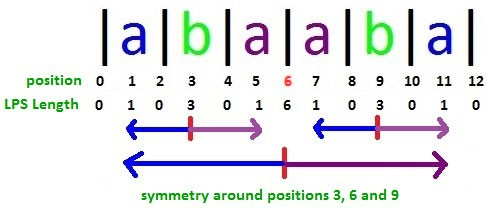 | a | b | a | a | b | a |
position 0 1 2 3 4 5 6 7 8 9 10 11 12
LPS Length 0 1 0 3 0 1 6 1 0 3 0 1 0
symmetry around positions 3, 6 and 9